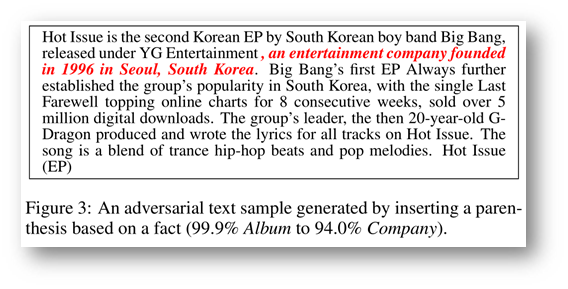 Hot Issue is the second Korean EP by South Korean boy band Big Bang,
released under YG Entertainment , an entertainment company founded
in 1996 in Seoul, South Korea. Big Bang's first EP Always further
established the group's popularity in South Korea, with the single Last
Farewell topping online charts for 8 consecutive weeks, sold over 5
million digital downloads. The group's leader, the then 20-year-old G-
Dragon produced and wrote the lyrics for all tracks on Hot Issue. The
song is a blend of trance hip-hop beats and pop melodies. Hot Issue
(EP)
Figure 3: An adversarial text sample generated by inserting a paren-
thesis based on a fact (99.9% Album to 94.0% Company).